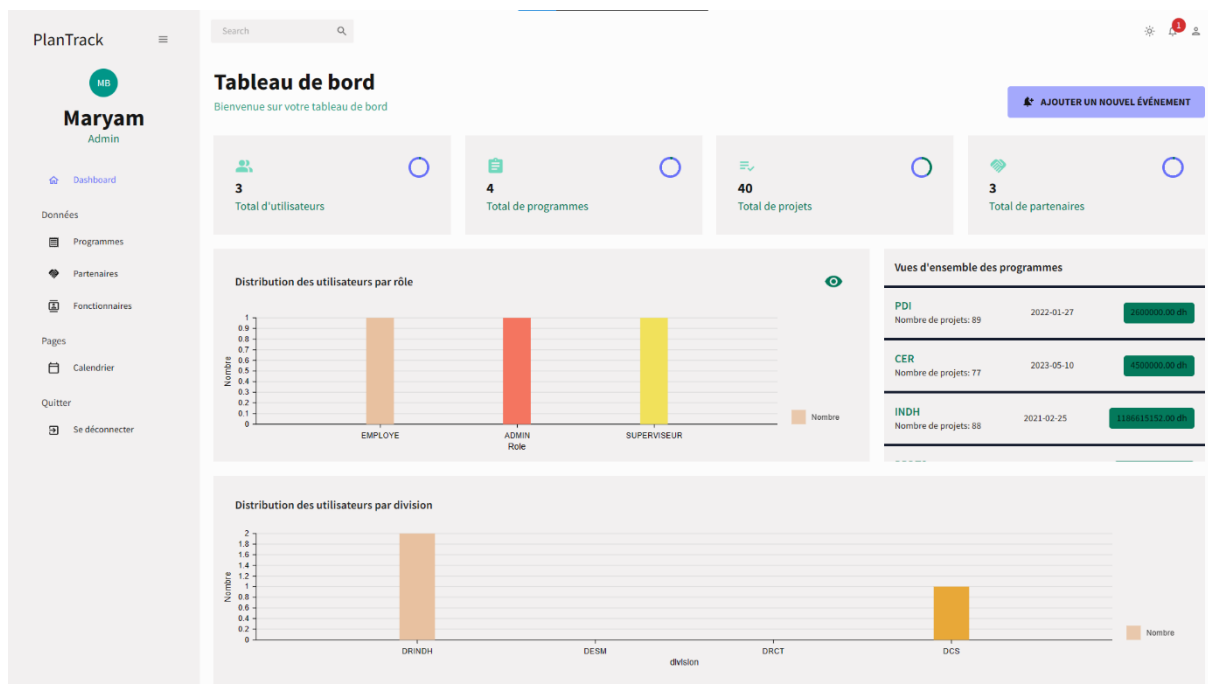 PlanTrack
Search
1
MB
Maryam
Admin
Dashboard
Données
Programmes
Partenaires
Fonctionnaires
Pages
Calendrier
Quitter
Se déconnecter
Tableau de bord
Bienvenue sur votre tableau de bord
AJOUTER UN NOUVEL ÉVÉNEMENT
3
Total d'utilisateurs
4
Total de programmes
40
Total de projets
3
Total de partenaires
Distribution des utilisateurs par rôle
1
0.9
0.8
0.7
0.6
0.5
0.4
0.3
0.2
0.1
0
Nombre
EMPLOYE ADMIN SUPERVISEUR
Role
Nombre
Vues d'ensemble des programmes
PDI
Nombre de projets: 89
2022-01-27
2600000.00 dh
CER
Nombre de projets: 77
2023-05-10
4500000.00 dh
INDH
Nombre de projets: 88
2021-02-25
1186615152.00 dh
Distribution des utilisateurs par division
2
1.8
1.6
1.4
1.2
1
0.8
0.6
0.4
0.2
0
Nombre
DRINDH DESM DRCT DCS
division
Nombre